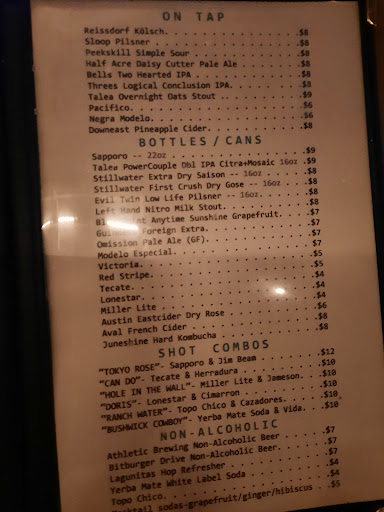 ON TAP
Reissdorf Kölsch. . . . . . . . . . . . . .$8
Sloop Pilsner . . . . . . . . . . . . . . .$8
Peekskill Simple Sour . . . . . . . . . . .$8
Half Acre Daisy Cutter Pale Ale . . . . . .$8
Bells Two Hearted IPA . . . . . . . . . . .$8
Threes Logical Conclusion IPA. . . . . . . .$8
Talea Overnight Oats Stout . . . . . . . . .$9
Pacifico. . . . . . . . . . . . . . . . . .$6
Negra Modelo. . . . . . . . . . . . . . . .$6
Downeast Pineapple Cider. . . . . . . . . .$8
BOTTLES/CANS
Sapporo -- 22oz . . . . . . . . . . . . . .$9
Talea PowerCouple Dbl IPA Citra+Mosaic 16oz .$9
Stillwater Extra Dry Saison -- 16oz . . . . .$8
Stillwater First Crush Dry Gose -- 16oz . . .$8
Evil Twin Low Life Pilsner -- 16oz. . . . . .$8
Left Hand Nitro Milk Stout. . . . . . . . . .$8
Anytime Sunshine Grapefruit. . . . .$7
Foreign Extra. . . . . . . . . . . .$7
Omission Pale Ale (GF). . . . . . . . . . . .$7
Modelo Especial. . . . . . . . . . . . . . .$7
Victoria. . . . . . . . . . . . . . . . . . .$5
Red Stripe. . . . . . . . . . . . . . . . . .$5
Tecate. . . . . . . . . . . . . . . . . . . .$4
Lonestar. . . . . . . . . . . . . . . . . . .$4
Miller Lite . . . . . . . . . . . . . . . . .$4
Austin Eastcider Dry Rose . . . . . . . . . .$6
Aval French Cider . . . . . . . . . . . . . .$8
Juneshine Hard Kombucha . . . . . . . . . . .$8
SHOT COMBOS
"TOKYO ROSE"- Sapporo & Jim Beam . . . . . .$12
"CAN DO"- Tecate & Herradura . . . . . . . .$10
"HOLE IN THE WALL"- Miller Lite & Jameson. . .$10
"DORIS"- Lonestar & Cimarron . . . . . . . .$10
"RANCH WATER"- Topo Chico & Cazadores. . . . .$10
"BUSHWICK COWBOY"- Yerba Mate Soda & Vida. . .$10
NON-ALCOHOLIC
Athletic Brewing Non-Alcoholic Beer . . . . .$7
Bitburger Drive Non-Alcoholic Beer. . . . . .$7
Lagunitas Hop Refresher . . . . . . . . . . .$7
Yerba Mate White Label Soda . . . . . . . . .$4
Topo Chico. . . . . . . . . . . . . . . . . .$4
sodas-grapefruit/ginger/hibiscus . .$5